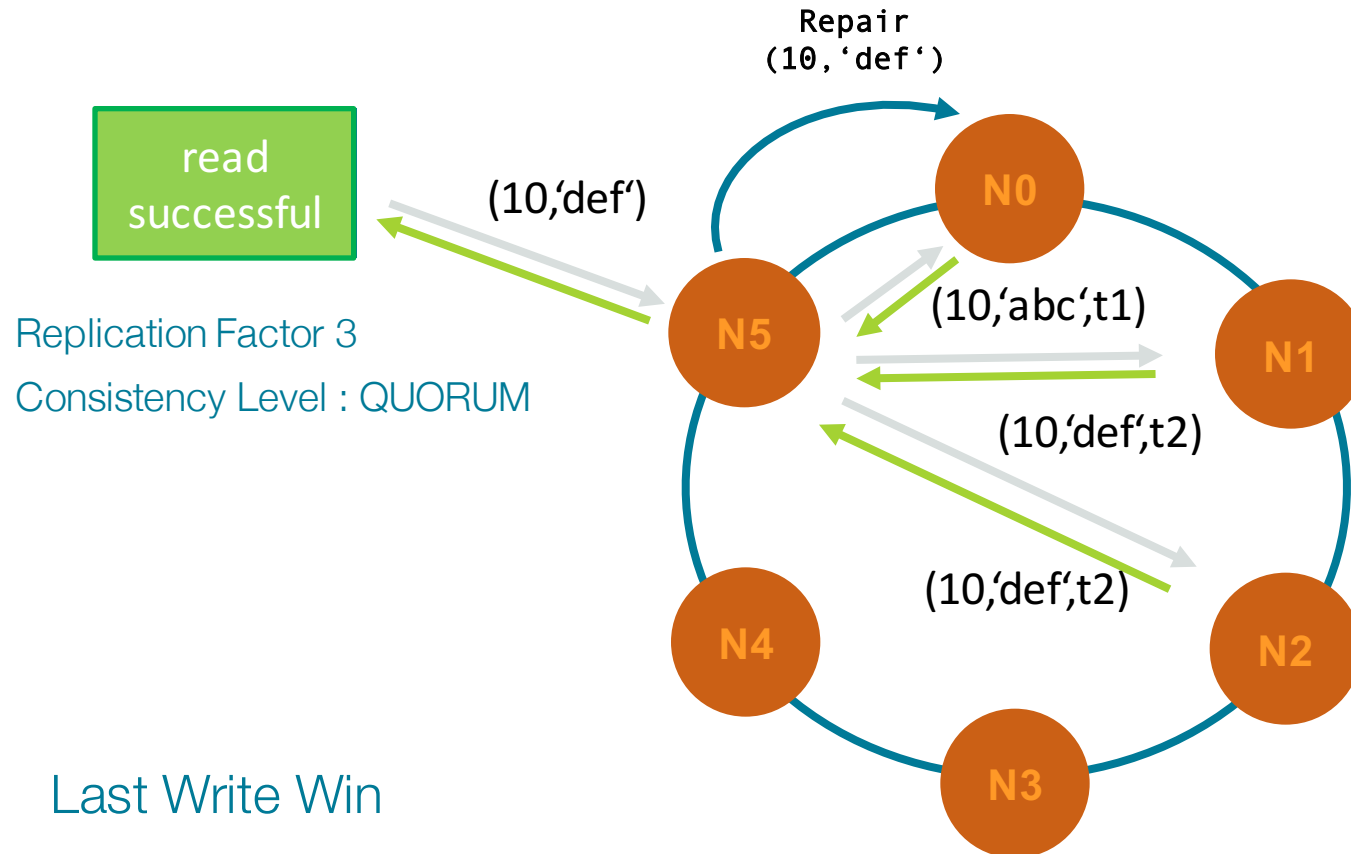 Repair
(10,‘def‘)
read
successful
(10,‘def‘)
N0
(10,‘abc‘,t1)
N5
N1
Replication Factor 3
Consistency Level : QUORUM
(10,‘def‘,t2)
(10,‘def‘,t2)
N4
N2
N3
Last Write Win